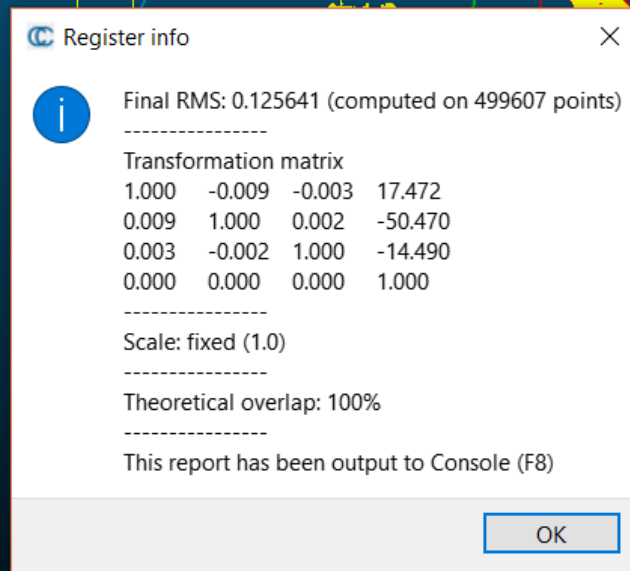 Register info
Final RMS: 0.125641 (computed on 499607 points)
----------------
Transformation matrix
1.000 -0.009 -0.003 17.472
0.009 1.000 0.002 -50.470
0.003 -0.002 1.000 -14.490
0.000 0.000 0.000 1.000
----------------
Scale: fixed (1.0)
----------------
Theoretical overlap: 100%
----------------
This report has been output to Console (F8)
OK